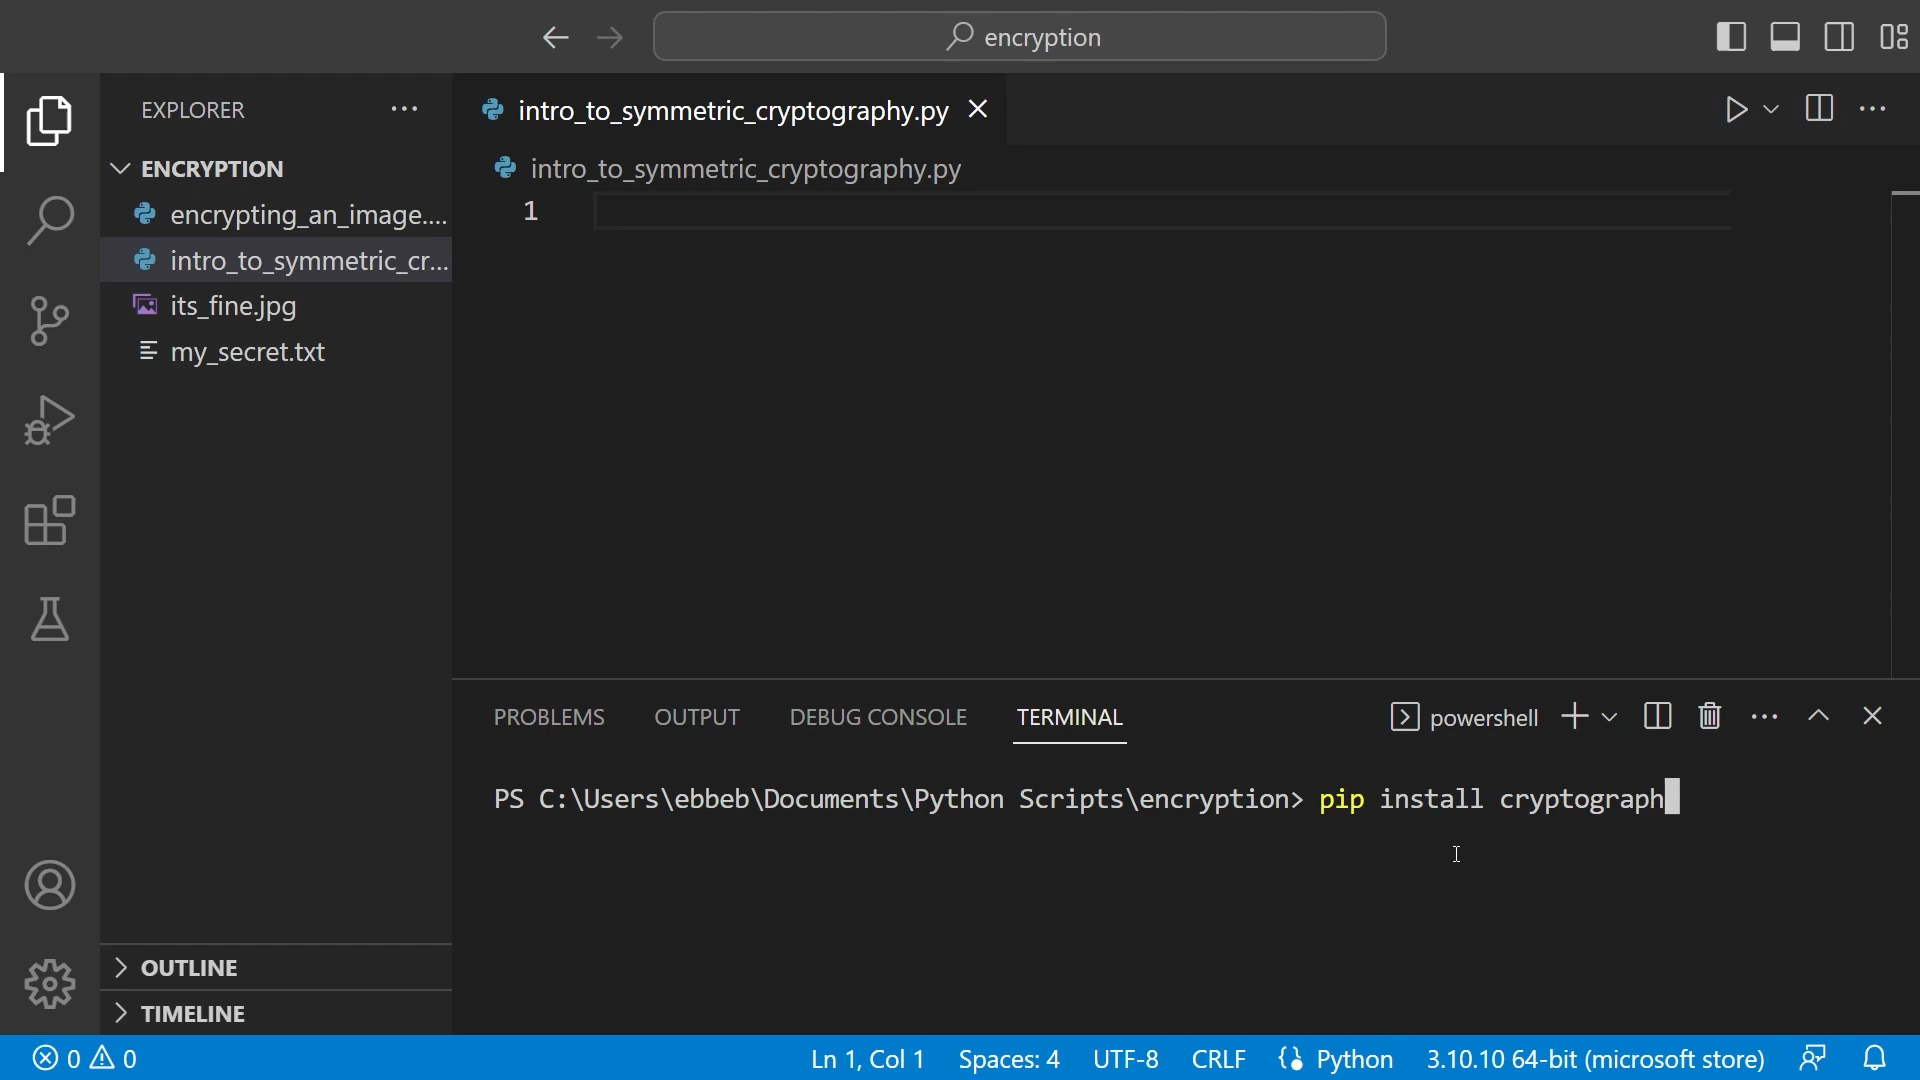 encryption
EXPLORER
ENCRYPTION
encrypting_an_image....
intro_to_symmetric_cr...
its_fine.jpg
my_secret.txt
OUTLINE
TIMELINE
intro_to_symmetric_cryptography.py
intro_to_symmetric_cryptography.py
1
PROBLEMS OUTPUT DEBUG CONSOLE TERMINAL powershell
PS C:\Users\ebbeb\Documents\Python Scripts\encryption> pip install cryptograph
0 0 Ln 1, Col 1 Spaces: 4 UTF-8 CRLF Python 3.10.10 64-bit (microsoft store)